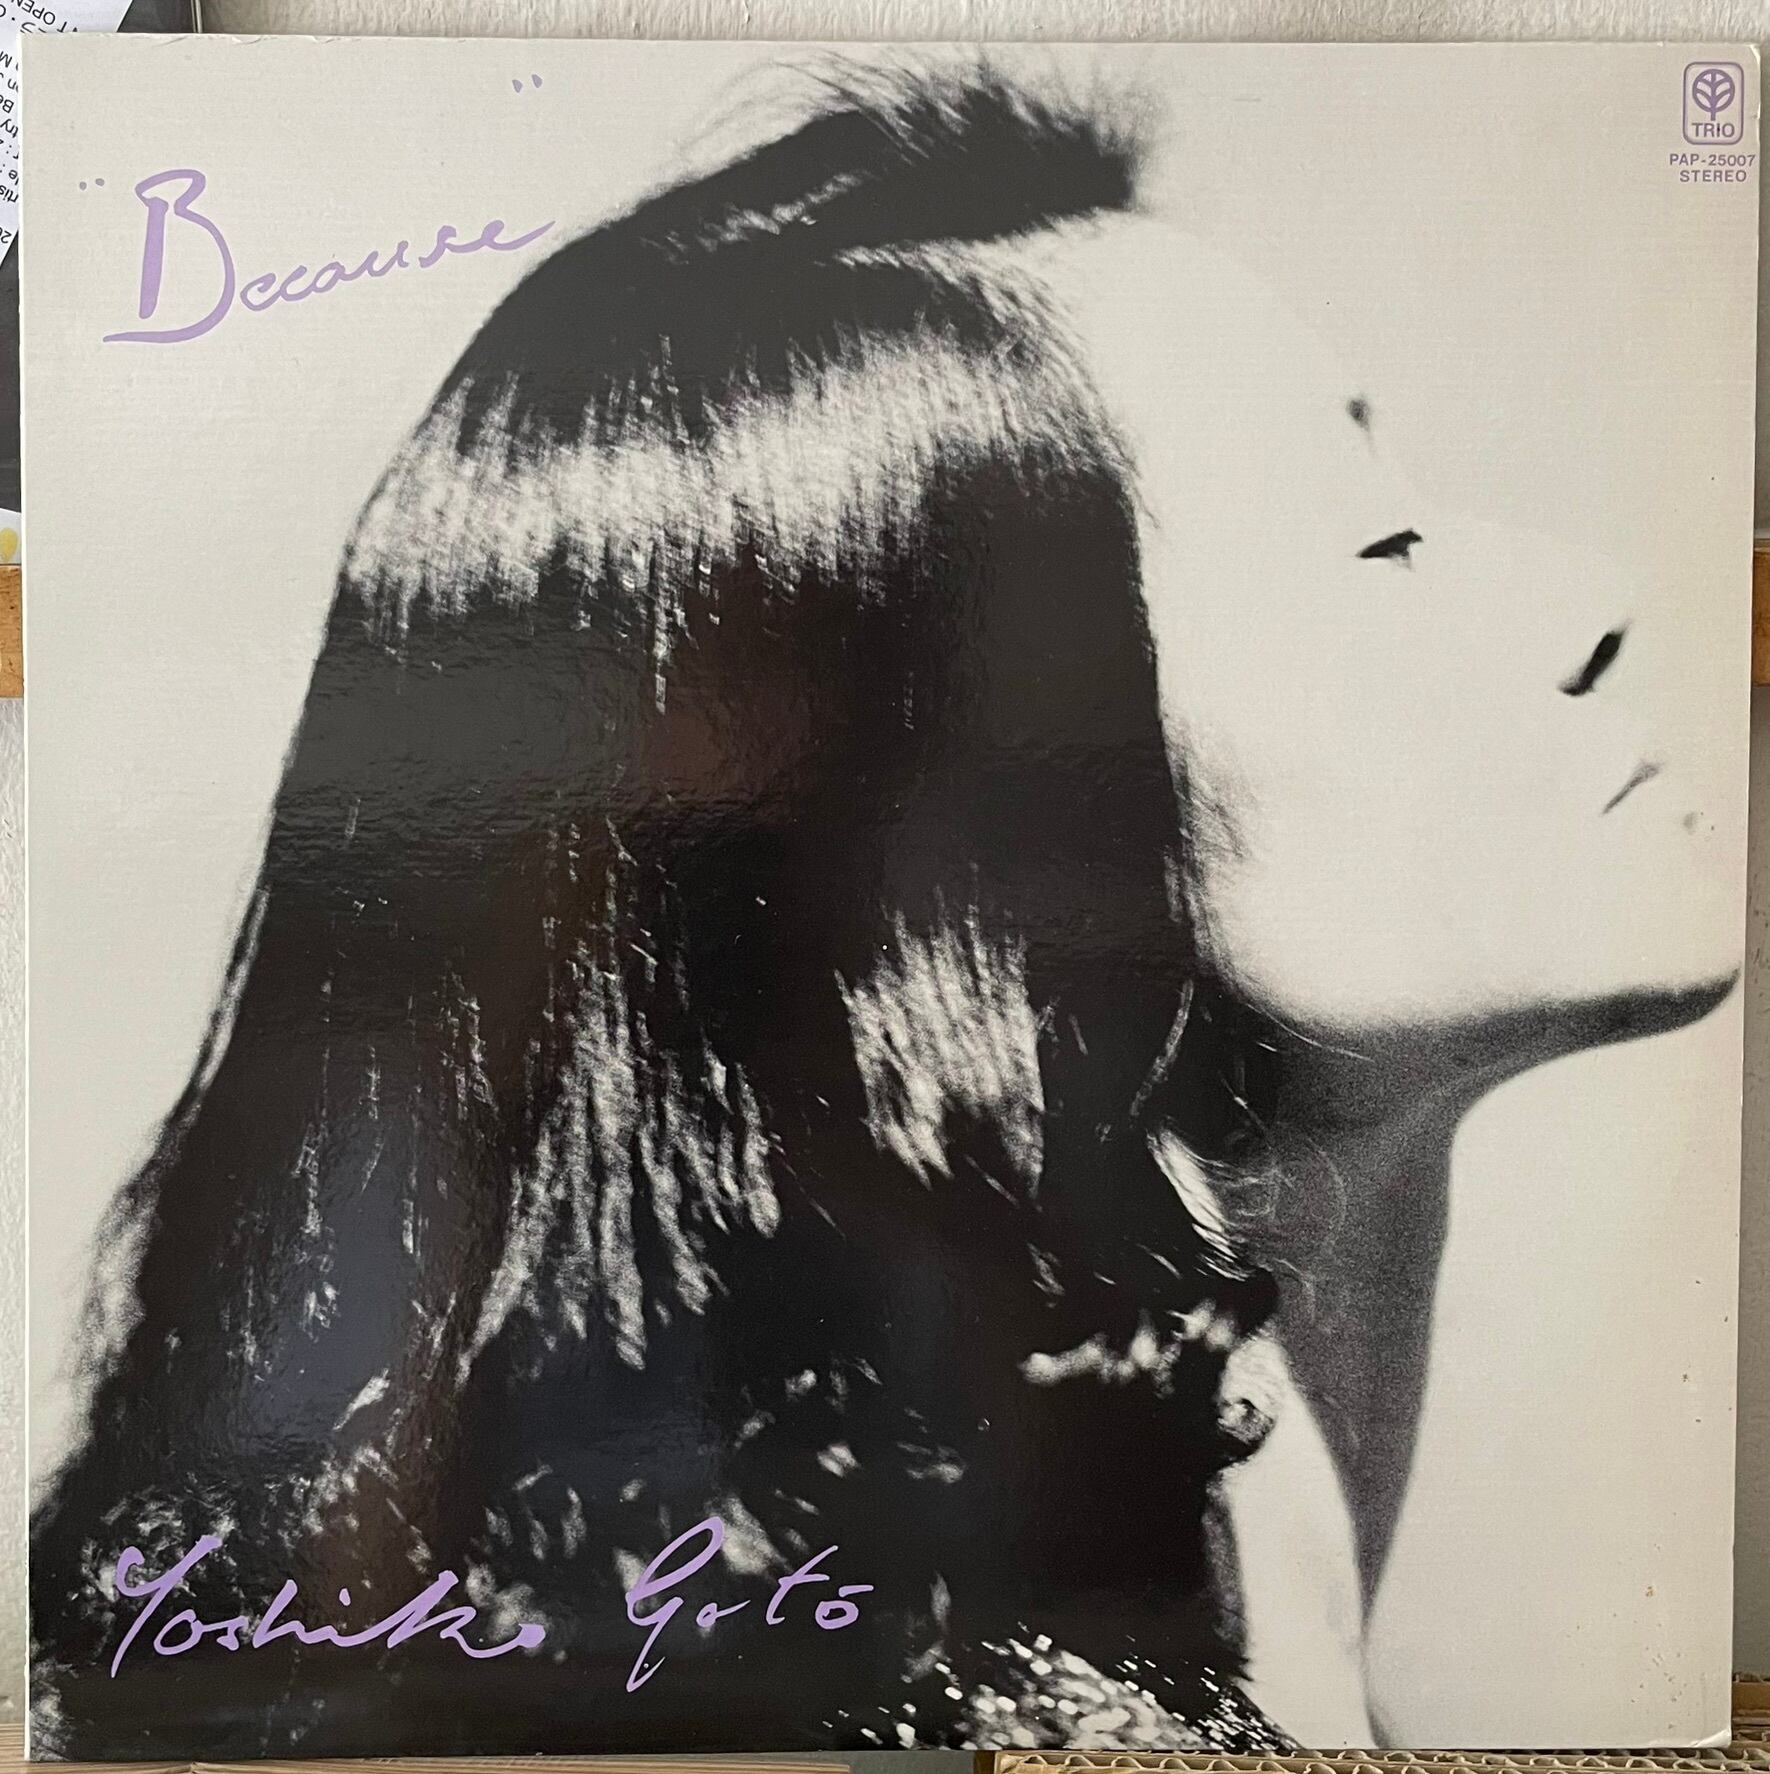 "Because"
TRIO
PAP-25007
STEREO
Yoshiko Gotō